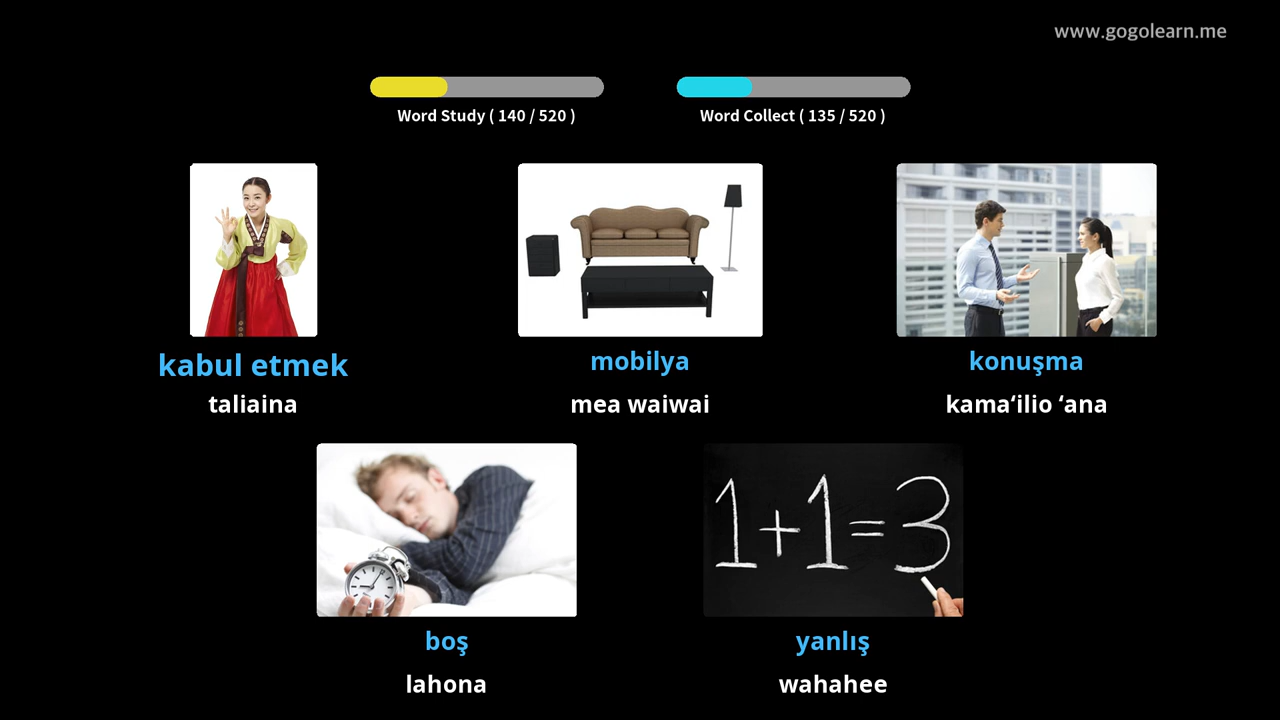 www.gogolearn.me
Word Study ( 140 / 520 )
Word Collect ( 135 / 520 )
kabul etmek
taliaina
mobilya
mea waiwai
konuşma
kamaʻilio ʻana
1+1=3
boş
lahona
yanlış
wahahee